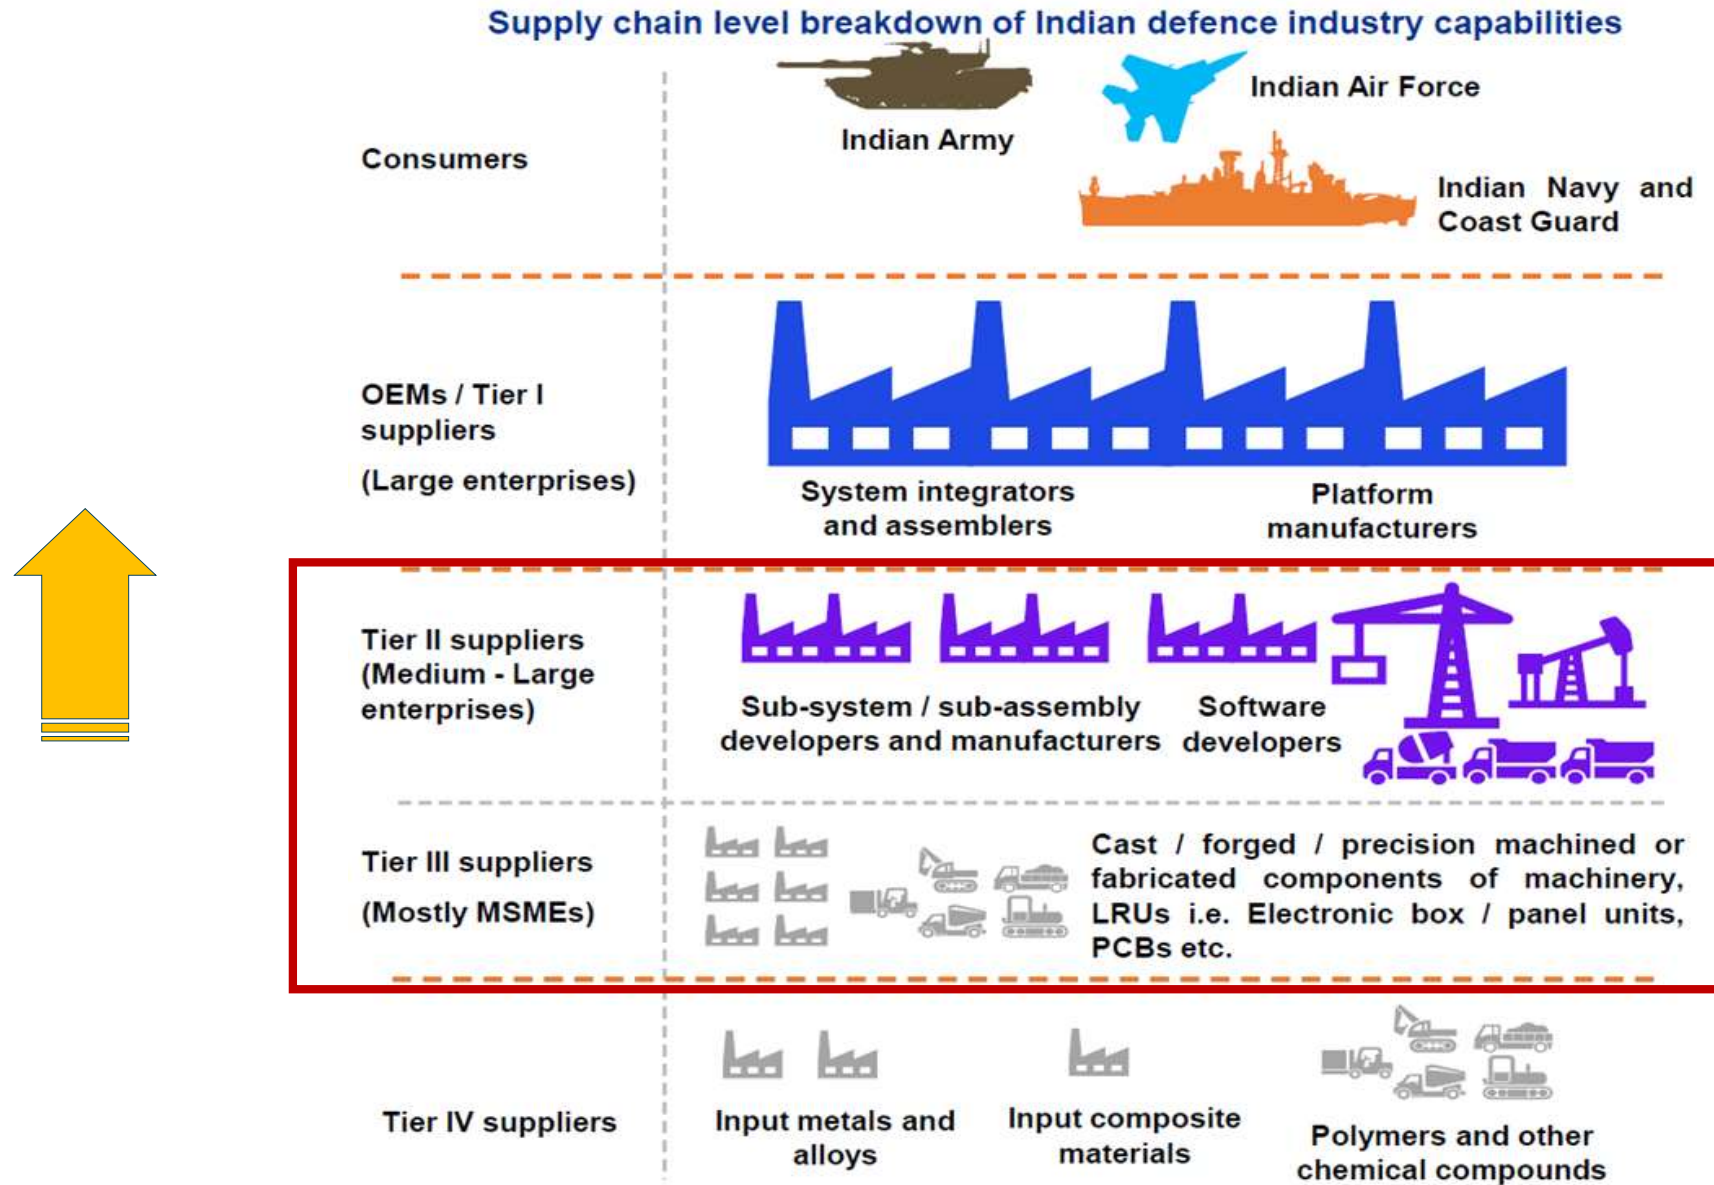 Supply chain level breakdown of Indian defence industry capabilities
Consumers
Indian Army
Indian Air Force
Indian Navy and
Coast Guard
OEMs / Tier I
suppliers
(Large enterprises)
System integrators
and assemblers
Platform
manufacturers
Tier II suppliers
(Medium - Large
enterprises)
Sub-system / sub-assembly
developers and manufacturers
Software
developers
Tier III suppliers
(Mostly MSMEs)
Cast / forged / precision machined or
fabricated components of machinery,
LRUs i.e. Electronic box / panel units,
PCBs etc.
Tier IV suppliers
Input metals and
alloys
Input composite
materials
Polymers and other
chemical compounds